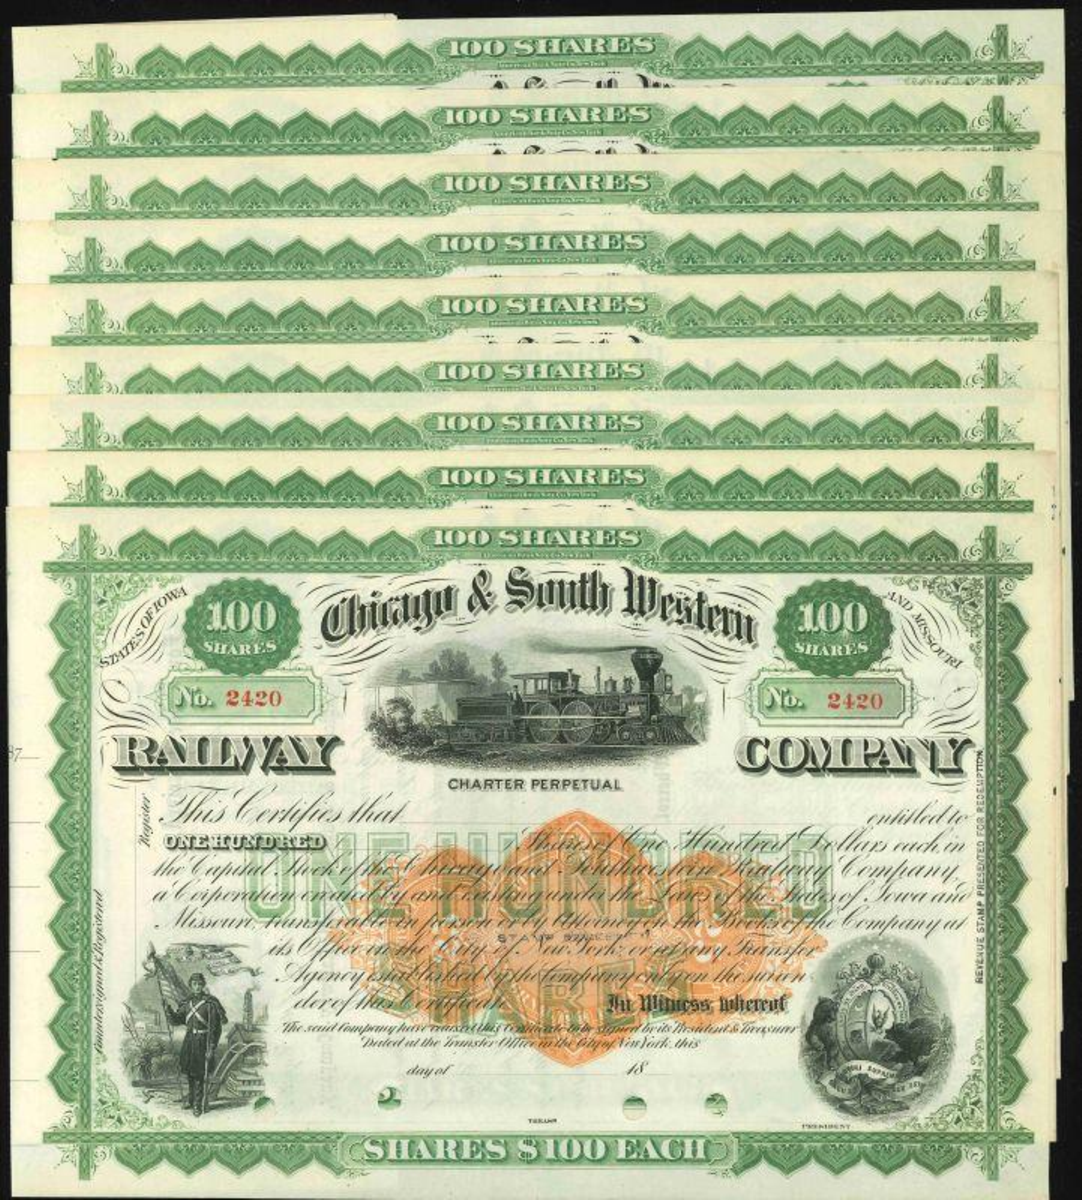 100 SHARES
100 SHARES
100 SHARES
100 SHARES
100 SHARES
100 SHARES
100 SHARES
100 SHARES
100 SHARES
STATES OF IOWA
AND MISSOURI
100 SHARES
Chicago & South Western
100 SHARES
No. 2420
No. 2420
RAILWAY COMPANY
CHARTER PERPETUAL
Register
This Certifies that entitled to
ONE HUNDRED Shares of One Hundred Dollars each in
the Capital Stock of the Chicago and Southwestern Railway Company,
a Corporation created by and existing under the Laws of the States of Iowa and
Missouri, Transferable in person or by Attorney on the Books of the Company at
its Office in the City of New York or at any Transfer
Agency established by the Company only on the surren
der of this Certificate In Witness whereof
The said Company have caused this Certificate to be signed by its President & Treasurer
Dated at the Transfer Office in the City of New York, this
day of 18
ONE HUNDRED
Countersigned & Registered
REVENUE STAMP PRESENTED FOR REDEMPTION
PRESIDENT
SHARES $100 EACH